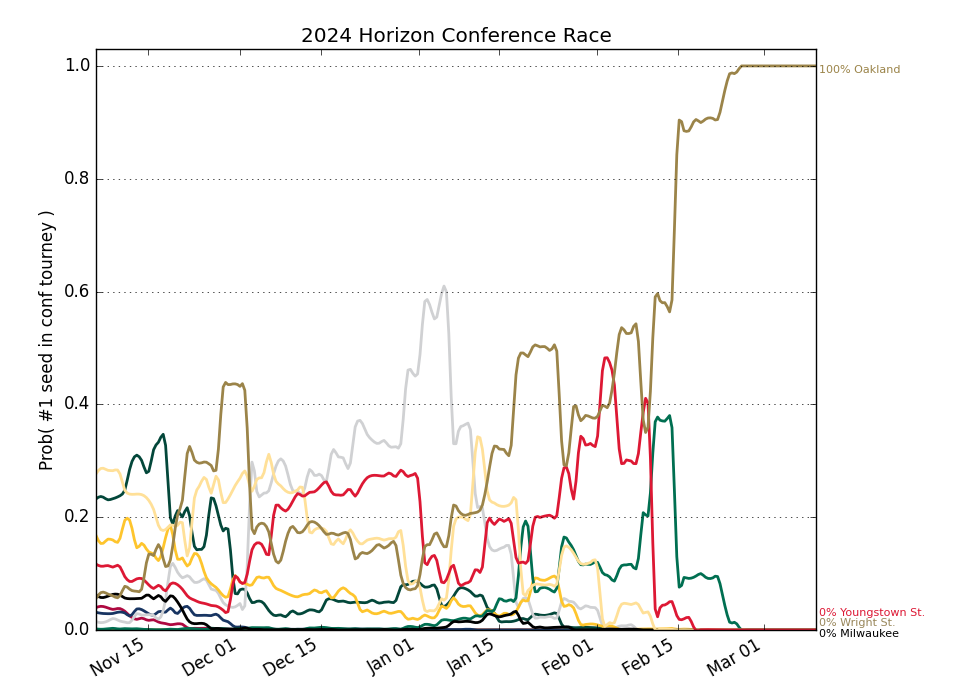 2024 Horizon Conference Race
Prob( #1 seed in conf tourney )
1.0
0.8
0.6
0.4
0.2
0.0
Nov 15
Dec 01
Dec 15
Jan 01
Jan 15
Feb 01
Feb 15
Mar 01
100% Oakland
0% Youngstown St.
0% Wright St.
0% Milwaukee